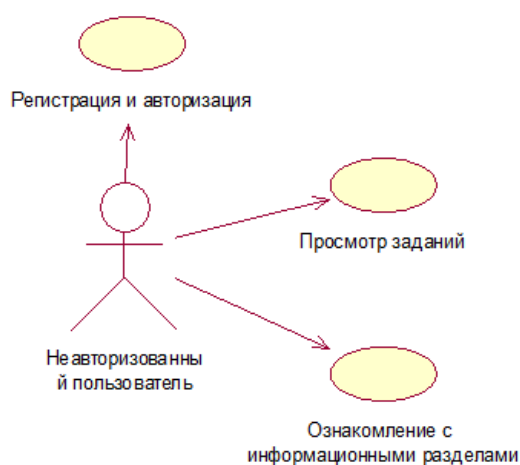 Регистрация и авторизация
Просмотр заданий
Неавторизованны
й пользователь
Ознакомление с
информационными разделами